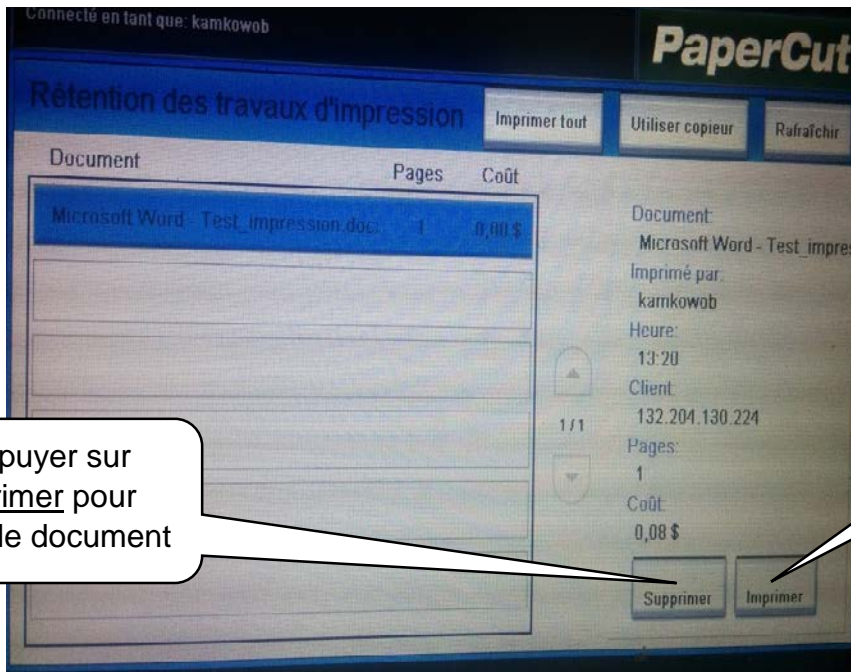 Connecté en tant que: kamkowob
PaperCut
Rétention des travaux d'impression
Imprimer tout
Utiliser copieur
Rafraîchir
Document Pages Coût
Microsoft Word - Test_impression.doc 1 0,08 $
Document:
Microsoft Word - Test_impres
Imprimé par:
kamkowob
Heure:
13:20
Client:
132.204.130.224
1/1
Pages:
1
Coût:
0,08 $
Supprimer
Imprimer
puyer sur
rimer pour
le document